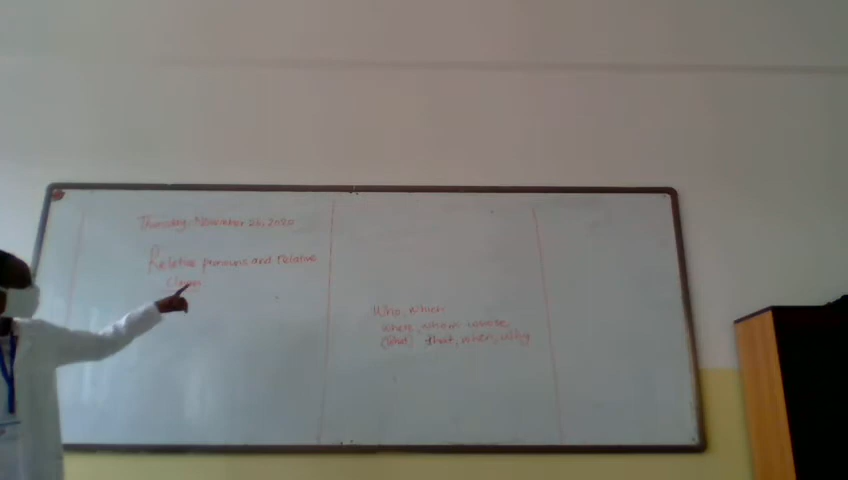 Thursday, November 26, 2020
Relative pronouns and relative
Clauses
Who, which
where, whom whose,
(what) that, when, why